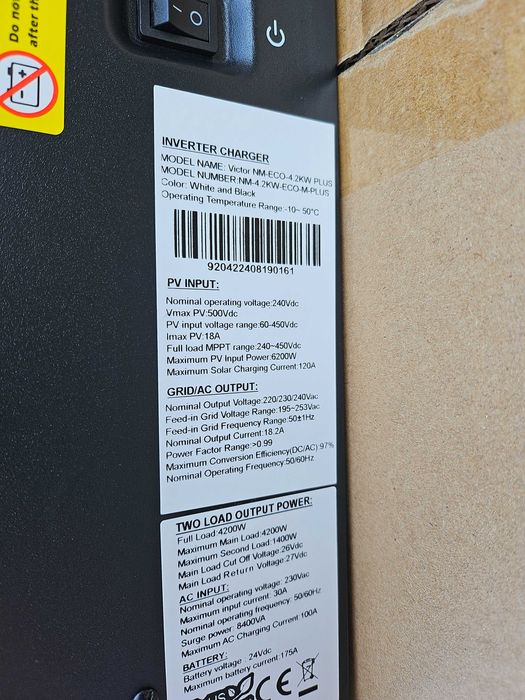 Do no
after th
INVERTER CHARGER
MODEL NAME: Victor NM-ECO-4.2KW PLUS
MODEL NUMBER:NM-4.2KW-ECO-M-PLUS
Color: White and Black
Operating Temperature Range:-10~ 50°C
920422408190161
PV INPUT:
Nominal operating voltage:240Vdc
Vmax PV:500Vdc
PV input voltage range:60-450Vdc
Imax PV:18A
Full load MPPT range:240~450Vdc
Maximum PV Input Power:6200W
Maximum Solar Charging Current:120A
GRID/AC OUTPUT:
Nominal Output Voltage:220/230/240Vac
Feed-in Grid Voltage Range:195~253Vac
Feed-in Grid Frequency Range:50±1Hz
Nominal Output Current:18.2A
Power Factor Range:>0.99
Maximum Conversion Efficiency(DC/AC):97%
Nominal Operating Frequency:50/60Hz
TWO LOAD OUTPUT POWER:
Full Load:4200W
Maximum Main Load:4200W
Maximum Second Load:1400W
Main Load Cut Off Voltage:26Vdc
Main Load Return Voltage:27Vdc
AC INPUT:
Nominal operating voltage: 230Vac
Maximum input current: 30A
Nominal operating frequency: 50/60Hz
Surge power: 8400VA
Maximum AC Charging Current: 100A
BATTERY:
Battery voltage : 24Vdc
Maximum battery current:175A
CE